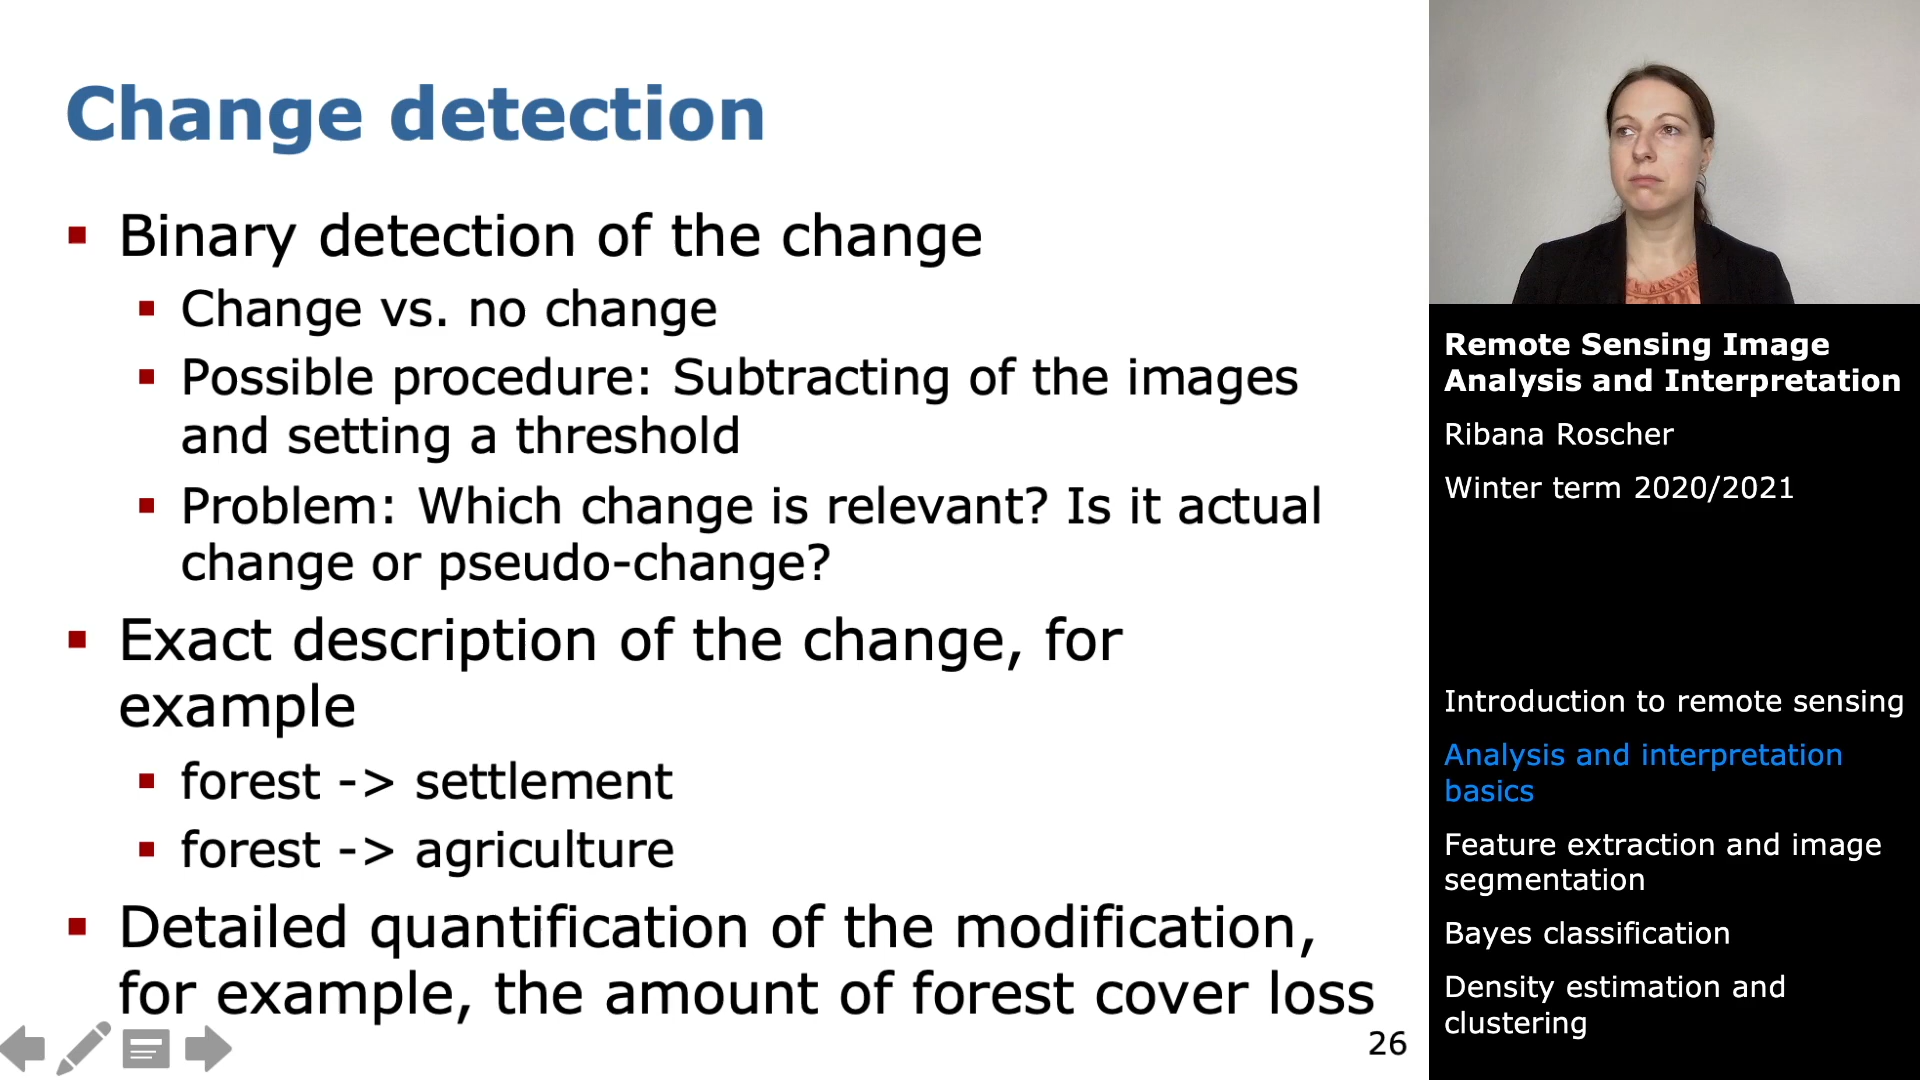 Change detection
Binary detection of the change
Change vs. no change
Possible procedure: Subtracting of the images
and setting a threshold
Problem: Which change is relevant? Is it actual
change or pseudo-change?
Exact description of the change, for
example
forest -> settlement
forest -> agriculture
Detailed quantification of the modification,
for example, the amount of forest cover loss
26
Remote Sensing Image
Analysis and Interpretation
Ribana Roscher
Winter term 2020/2021
Introduction to remote sensing
Analysis and interpretation
basics
Feature extraction and image
segmentation
Bayes classification
Density estimation and
clustering